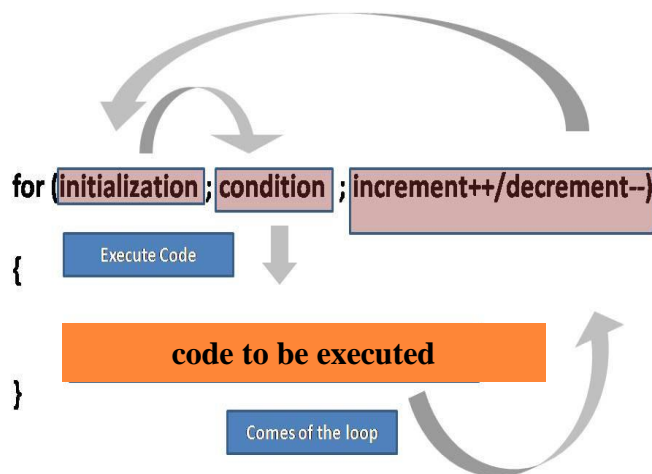 for (initialization ; condition ; increment++/decrement--)
Execute Code
{
code to be executed
}
Comes of the loop